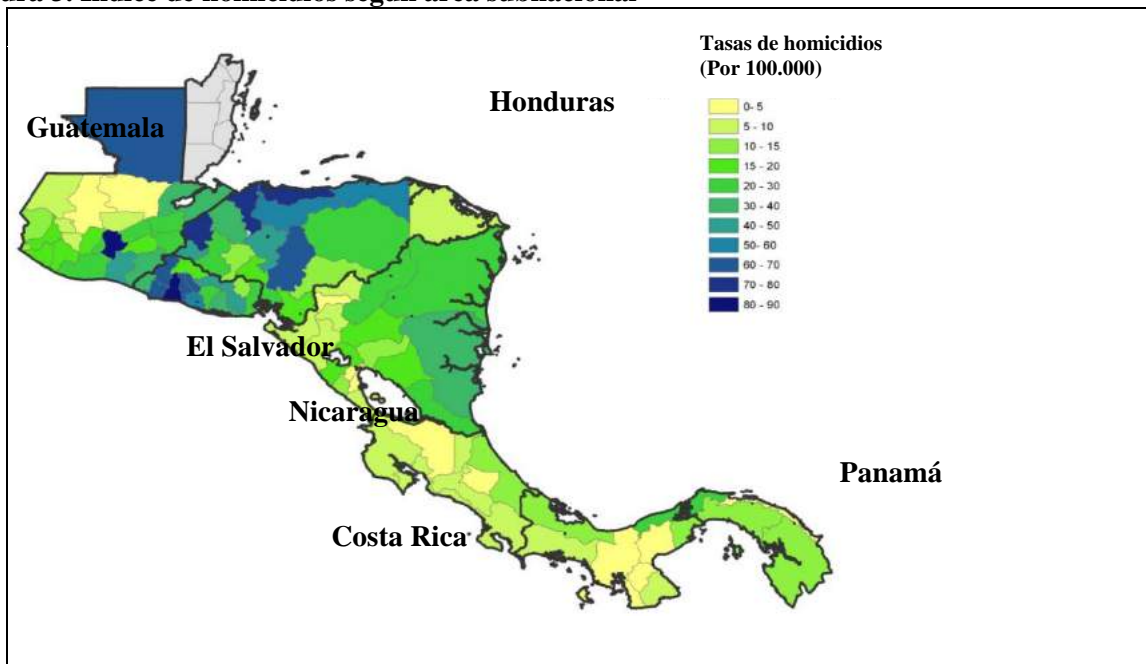 Tasas de homicidios
(Por 100.000)
0- 5
5 - 10
10 - 15
15 - 20
20 - 30
30 - 40
40 - 50
50- 60
60 - 70
70 - 80
80 - 90
Honduras
Guatemala
El Salvador
Nicaragua
Panamá
Costa Rica